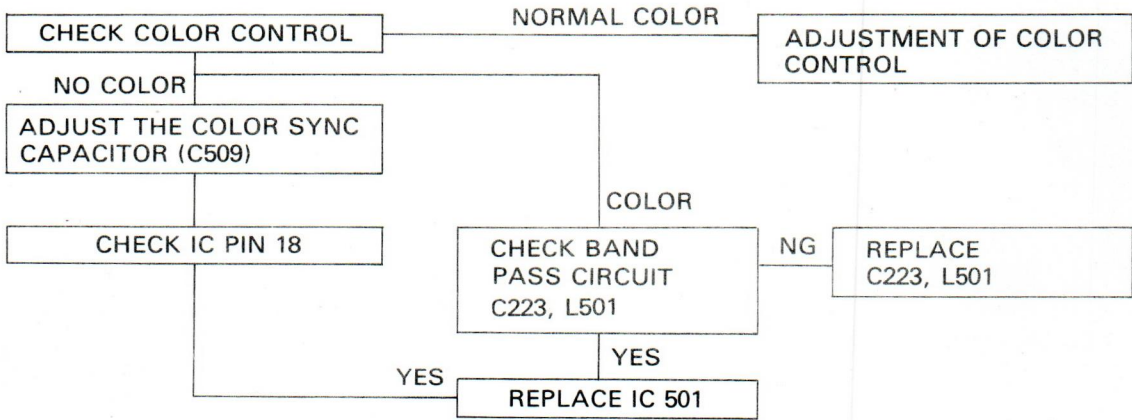 NORMAL COLOR
CHECK COLOR CONTROL
ADJUSTMENT OF COLOR
CONTROL
NO COLOR
ADJUST THE COLOR SYNC
CAPACITOR (C509)
COLOR
CHECK IC PIN 18
CHECK BAND
PASS CIRCUIT
C223, L501
NG
REPLACE
C223, L501
YES
YES
REPLACE IC 501